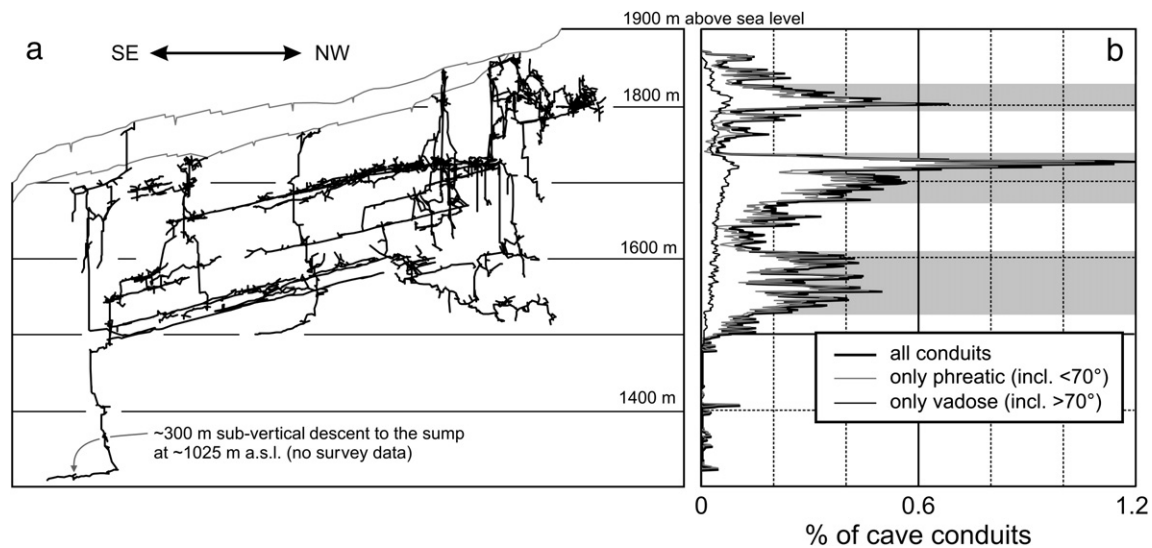 1900 m above sea level
a
SE NW
b
1800 m
1600 m
1400 m
~300 m sub-vertical descent to the sump
at ~1025 m a.s.l. (no survey data)
all conduits
only phreatic (incl. <70°)
only vadose (incl. >70°)
0 0.6 1.2
% of cave conduits